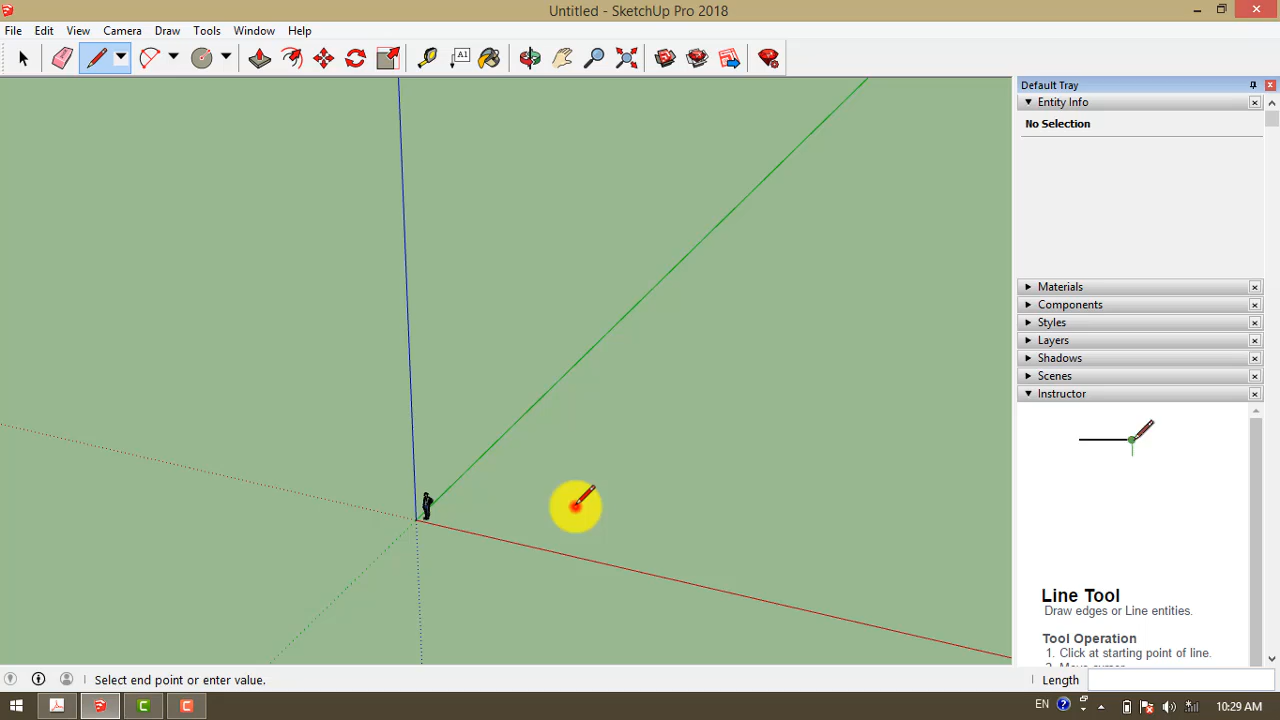 Untitled - SketchUp Pro 2018
File Edit View Camera Draw Tools Window Help
A1
Default Tray
Entity Info
No Selection
Materials
Components
Styles
Layers
Shadows
Scenes
Instructor
Line Tool
Draw edges or Line entities.
Tool Operation
1. Click at starting point of line.
Select end point or enter value.
Length
EN
10:29 AM